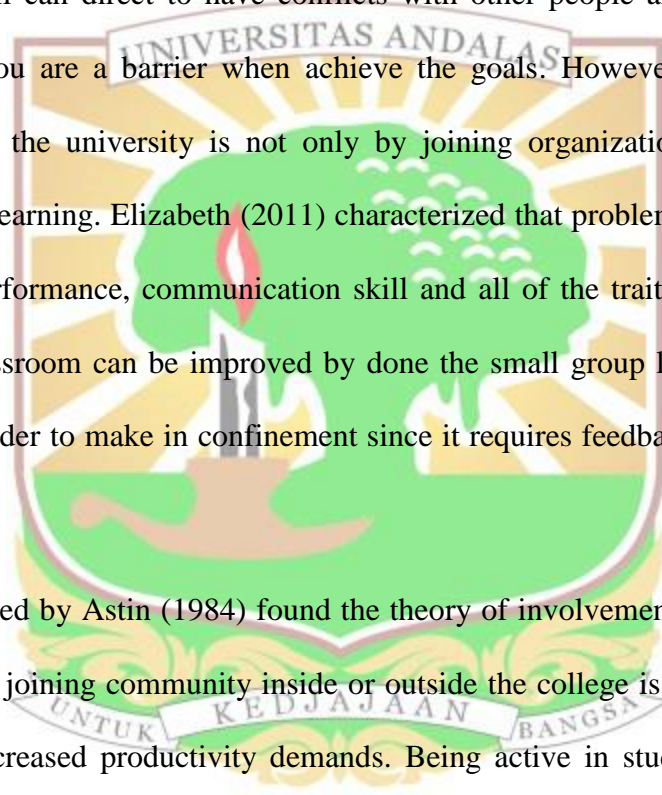 can direct to have conflicts with other people
UNIVERSITAS ANDALAS
ou are a barrier when achieve the goals. Howeve
the university is not only by joining organizatio
earning. Elizabeth (2011) characterized that problem
rformance, communication skill and all of the trait
ssroom can be improved by done the small group l
der to make in confinement since it requires feedba
ed by Astin (1984) found the theory of involvemen
joining community inside or outside the college is
UNTUK KEDJAJAAN BANGSA
creased productivity demands. Being active in stud